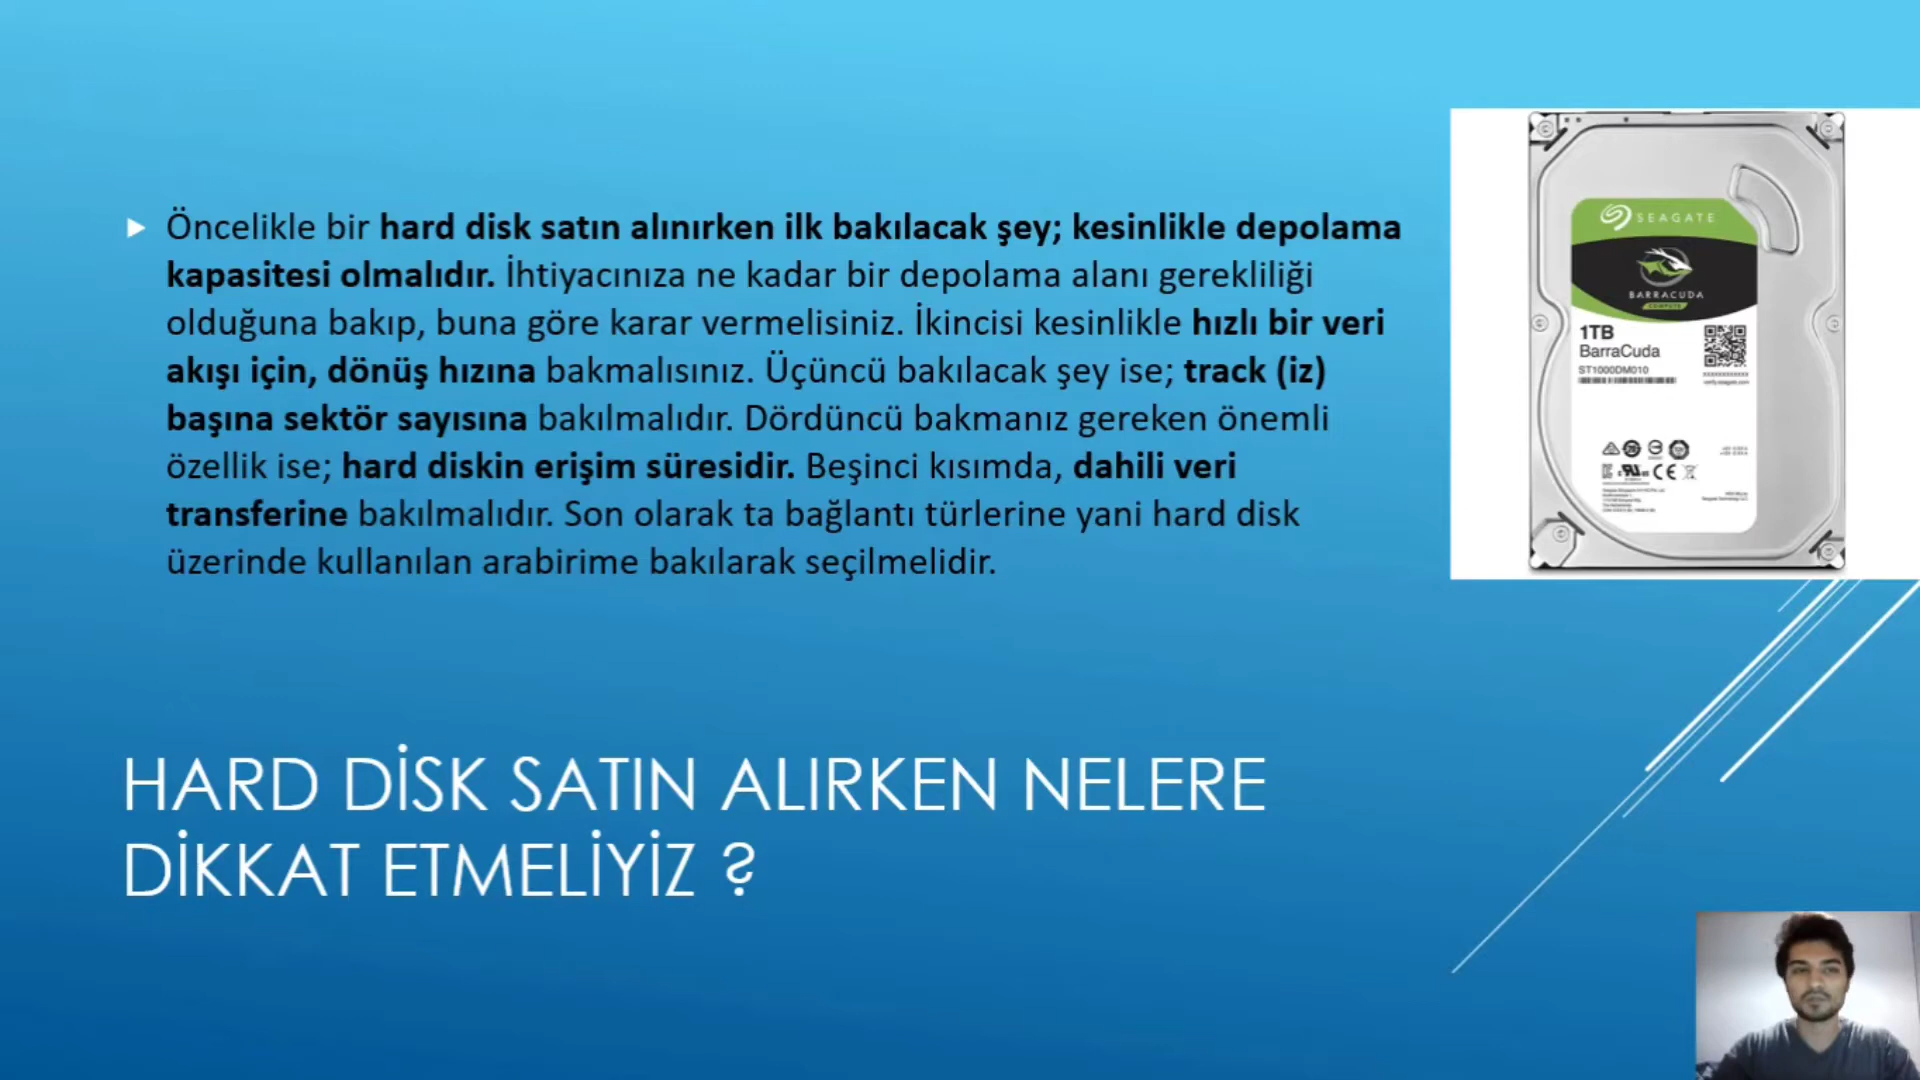 Öncelikle bir hard disk satın alınırken ilk bakılacak şey; kesinlikle depolama
kapasitesi olmalıdır. İhtiyacınıza ne kadar bir depolama alanı gerekliliği
olduğuna bakıp, buna göre karar vermelisiniz. İkincisi kesinlikle hızlı bir veri
akışı için, dönüş hızına bakmalısınız. Üçüncü bakılacak şey ise; track (iz)
başına sektör sayısına bakılmalıdır. Dördüncü bakmanız gereken önemli
özellik ise; hard diskin erişim süresidir. Beşinci kısımda, dahili veri
transferine bakılmalıdır. Son olarak ta bağlantı türlerine yani hard disk
üzerinde kullanılan arabirime bakılarak seçilmelidir.
SEAGATE
BARRACUDA
COMPUTE
1TB
BarraCuda
ST1000DM010
HARD DİSK SATIN ALIRKEN NELERE
DİKKAT ETMELİYİZ ?